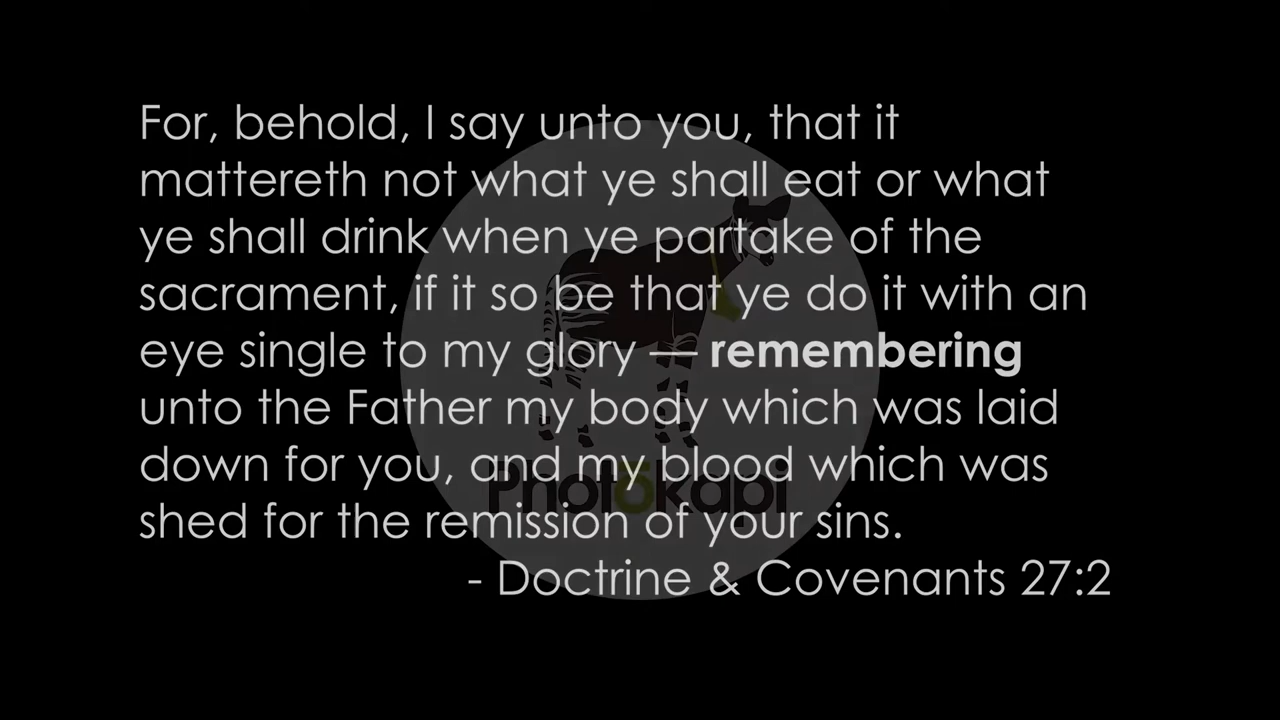 For, behold, I say unto you, that it
mattereth not what ye shall eat or what
ye shall drink when ye partake of the
sacrament, if it so be that ye do it with an
eye single to my glory — remembering
unto the Father my body which was laid
down for you, and my blood which was
Photōkapi
shed for the remission of your sins.
- Doctrine & Covenants 27:2